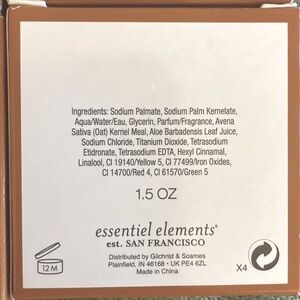 Ingredients: Sodium Palmate, Sodium Palm Kernelate,
Aqua/Water/Eau, Glycerin, Parfum/Fragrance, Avena
Sativa (Oat) Kernel Meal, Aloe Barbadensis Leaf Juice,
Sodium Chloride, Titanium Dioxide, Tetrasodium
Etidronate, Tetrasodium EDTA, Hexyl Cinnamal,
Linalool, CI 19140/Yellow 5, CI 77499/Iron Oxides,
CI 14700/Red 4, CI 61570/Green 5
1.5 OZ
essentiel elements®
est. SAN FRANCISCO
Distributed by Gilchrist & Soames
Plainfield, IN 46168 • UK PE4 6ZL
Made in China
12M
X4